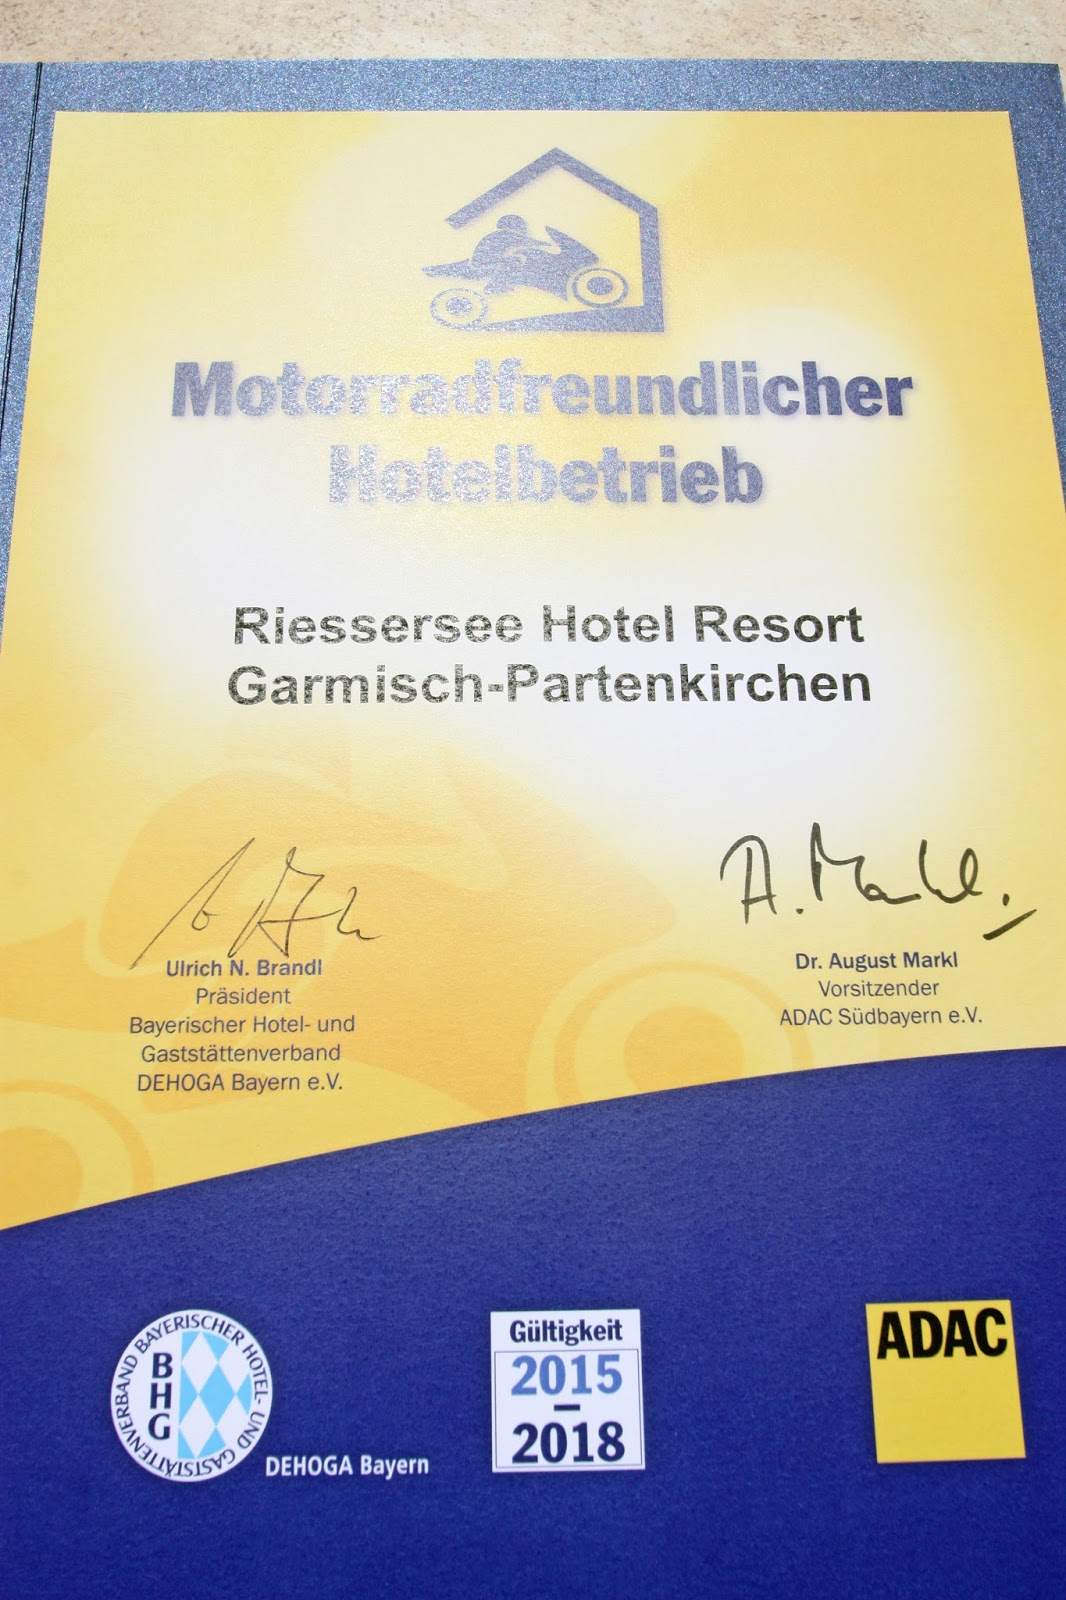 Motorradfreundlicher
Hotelbetrieb
Riessersee Hotel Resort
Garmisch-Partenkirchen
A. Markl.
Ulrich N. Brandl
Präsident
Bayerischer Hotel- und
Gaststättenverband
DEHOGA Bayern e.V.
Dr. August Markl
Vorsitzender
ADAC Südbayern e.V.
BAYERISCHER HOTEL- UND GASTSTÄTTENVERBAND
BHG
DEHOGA Bayern
Gültigkeit
2015
–
2018
ADAC